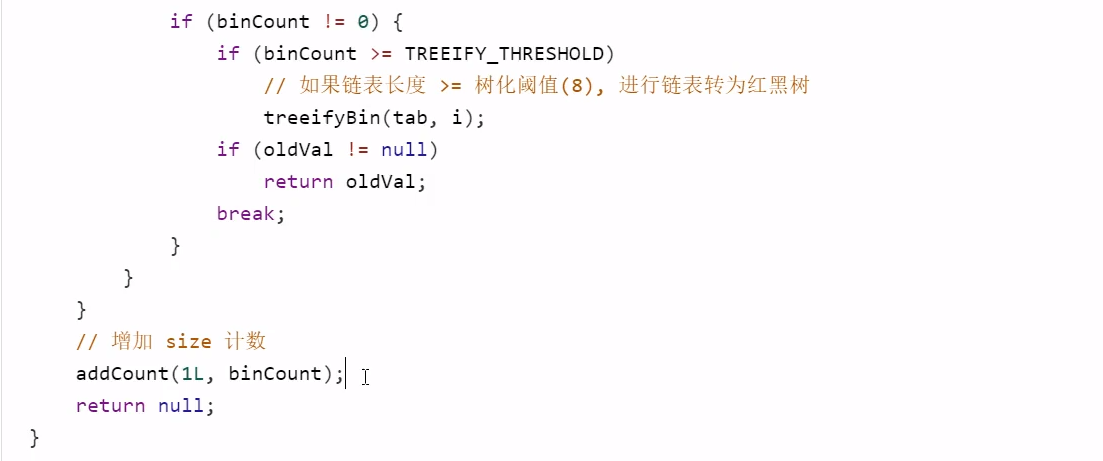 if (binCount != 0) {
if (binCount >= TREEIFY_THRESHOLD)
// 如果链表长度 >= 树化阈值(8), 进行链表转为红黑树
treeifyBin(tab, i);
if (oldVal != null)
return oldVal;
break;
}
}
}
// 增加 size 计数
addCount(1L, binCount);
return null;
}